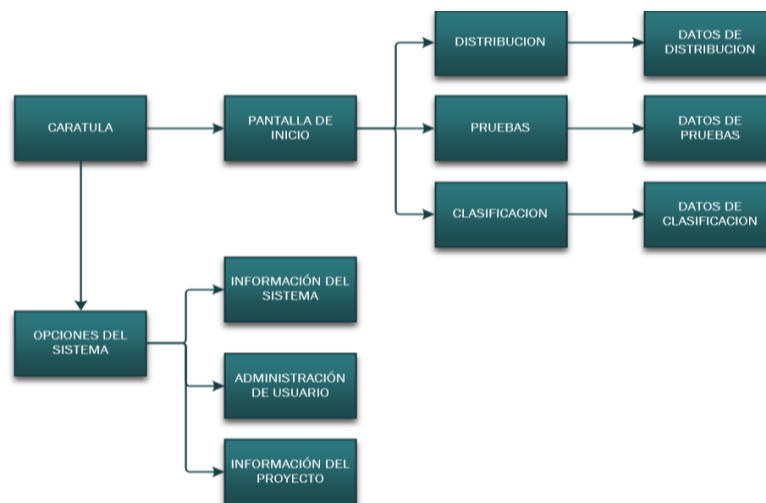 DISTRIBUCION
DATOS DE
DISTRIBUCION
CARATULA
PANTALLA DE
INICIO
PRUEBAS
DATOS DE
PRUEBAS
CLASIFICACION
DATOS DE
CLASIFICACION
INFORMACIÓN DEL
SISTEMA
OPCIONES DEL
SISTEMA
ADMINISTRACIÓN
DE USUARIO
INFORMACIÓN DEL
PROYECTO